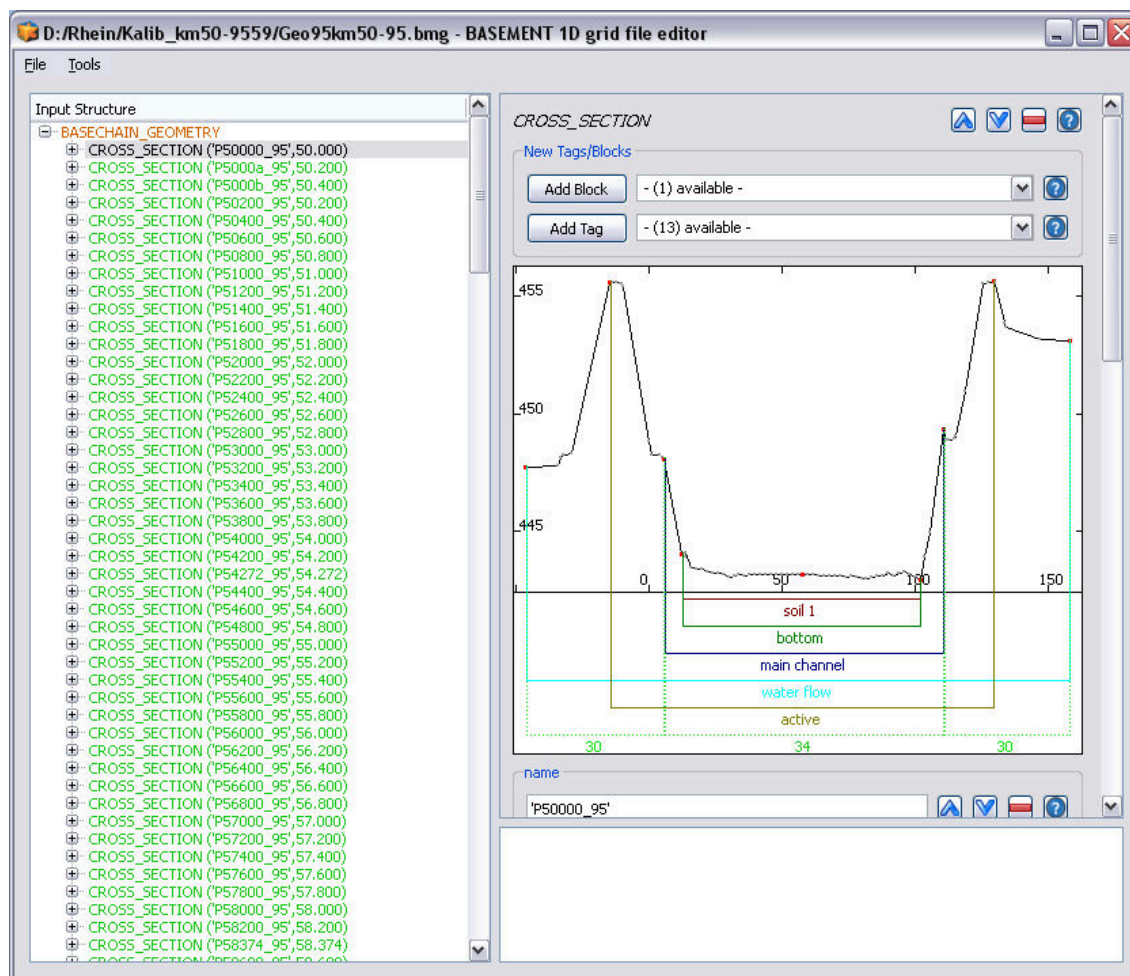 D:/Rhein/Kalib_km50-9559/Geo95km50-95.bmg - BASEMENT 1D grid file editor
File Tools
Input Structure
BASECHAIN_GEOMETRY
CROSS_SECTION ('P50000_95',50.000)
CROSS_SECTION ('P5000a_95',50.200)
CROSS_SECTION ('P5000b_95',50.400)
CROSS_SECTION ('P50200_95',50.200)
CROSS_SECTION ('P50400_95',50.400)
CROSS_SECTION ('P50600_95',50.600)
CROSS_SECTION ('P50800_95',50.800)
CROSS_SECTION ('P51000_95',51.000)
CROSS_SECTION ('P51200_95',51.200)
CROSS_SECTION ('P51400_95',51.400)
CROSS_SECTION ('P51600_95',51.600)
CROSS_SECTION ('P51800_95',51.800)
CROSS_SECTION ('P52000_95',52.000)
CROSS_SECTION ('P52200_95',52.200)
CROSS_SECTION ('P52400_95',52.400)
CROSS_SECTION ('P52600_95',52.600)
CROSS_SECTION ('P52800_95',52.800)
CROSS_SECTION ('P53000_95',53.000)
CROSS_SECTION ('P53200_95',53.200)
CROSS_SECTION ('P53400_95',53.400)
CROSS_SECTION ('P53600_95',53.600)
CROSS_SECTION ('P53800_95',53.800)
CROSS_SECTION ('P54000_95',54.000)
CROSS_SECTION ('P54200_95',54.200)
CROSS_SECTION ('P54272_95',54.272)
CROSS_SECTION ('P54400_95',54.400)
CROSS_SECTION ('P54600_95',54.600)
CROSS_SECTION ('P54800_95',54.800)
CROSS_SECTION ('P55000_95',55.000)
CROSS_SECTION ('P55200_95',55.200)
CROSS_SECTION ('P55400_95',55.400)
CROSS_SECTION ('P55600_95',55.600)
CROSS_SECTION ('P55800_95',55.800)
CROSS_SECTION ('P56000_95',56.000)
CROSS_SECTION ('P56200_95',56.200)
CROSS_SECTION ('P56400_95',56.400)
CROSS_SECTION ('P56600_95',56.600)
CROSS_SECTION ('P56800_95',56.800)
CROSS_SECTION ('P57000_95',57.000)
CROSS_SECTION ('P57200_95',57.200)
CROSS_SECTION ('P57400_95',57.400)
CROSS_SECTION ('P57600_95',57.600)
CROSS_SECTION ('P57800_95',57.800)
CROSS_SECTION ('P58000_95',58.000)
CROSS_SECTION ('P58200_95',58.200)
CROSS_SECTION ('P58374_95',58.374)
CROSS_SECTION
New Tags/Blocks
Add Block - (1) available -
Add Tag - (13) available -
455
450
445
0 50 100 150
soil 1
bottom
main channel
water flow
active
30 34 30
name
'P50000_95'